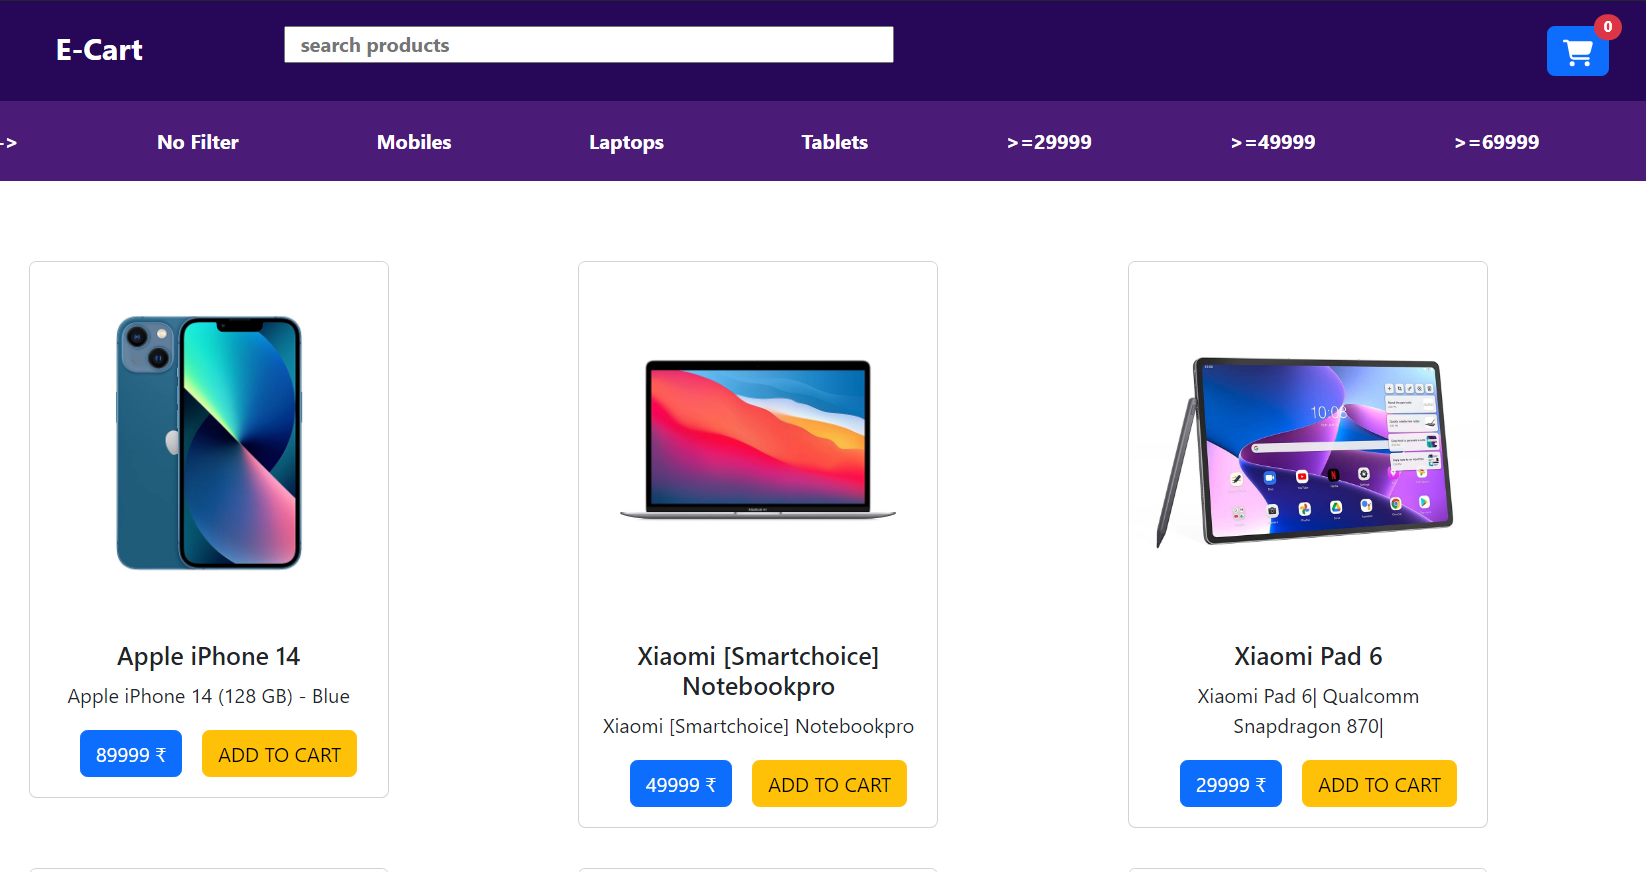 E-Cart
search products
0
->
No Filter
Mobiles
Laptops
Tablets
>=29999
>=49999
>=69999
10:08
Apple iPhone 14
Apple iPhone 14 (128 GB) - Blue
89999 ₹
ADD TO CART
Xiaomi [Smartchoice]
Notebookpro
Xiaomi [Smartchoice] Notebookpro
49999 ₹
ADD TO CART
Xiaomi Pad 6
Xiaomi Pad 6| Qualcomm
Snapdragon 870|
29999 ₹
ADD TO CART